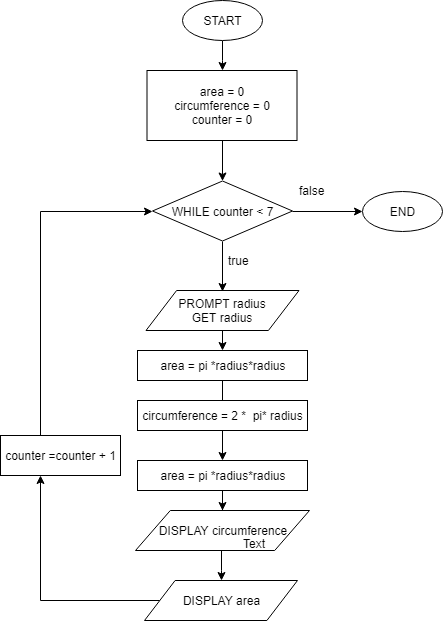 START
area = 0
circumference = 0
counter = 0
WHILE counter < 7
false
END
true
PROMPT radius
GET radius
area = pi *radius*radius
circumference = 2 * pi* radius
counter =counter + 1
area = pi *radius*radius
DISPLAY circumference
Text
DISPLAY area